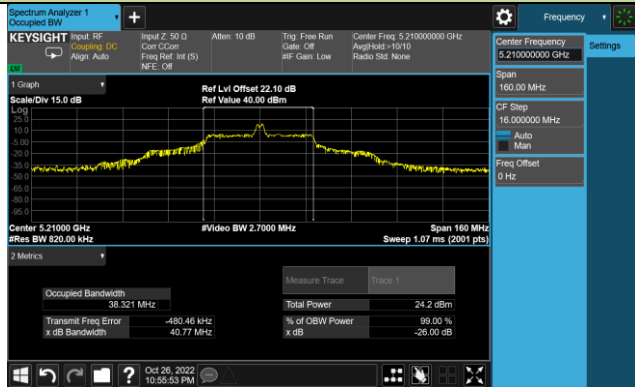 Spectrum Analyzer 1
Occupied BW
Frequency
KEYSIGHT
Input: RF
Coupling: DC
Align: Auto
Input Z: 50 Ω
Corr CCorr
Freq Ref: Int (S)
NFE: Off
Atten: 10 dB
Trig: Free Run
Gate: Off
#IF Gain: Low
Center Freq: 5.210000000 GHz
Avg|Hold:>10/10
Radio Std: None
Center Frequency
5.210000000 GHz
Settings
Span
160.00 MHz
CF Step
16.000000 MHz
Auto
Man
Freq Offset
0 Hz
1 Graph
Scale/Div 15.0 dB
Ref Lvl Offset 22.10 dB
Ref Value 40.00 dBm
Log
25.0
10.0
-5.00
-20.0
-35.0
-50.0
-65.0
-80.0
-95.0
Center 5.21000 GHz
#Video BW 2.7000 MHz
Span 160 MHz
#Res BW 820.00 kHz
Sweep 1.07 ms (2001 pts)
2 Metrics
Measure Trace
Trace 1
Occupied Bandwidth
38.321 MHz
Total Power
24.2 dBm
Transmit Freq Error
-480.46 kHz
% of OBW Power
99.00 %
x dB Bandwidth
40.77 MHz
x dB
-26.00 dB
Oct 26, 2022
10:55:53 PM